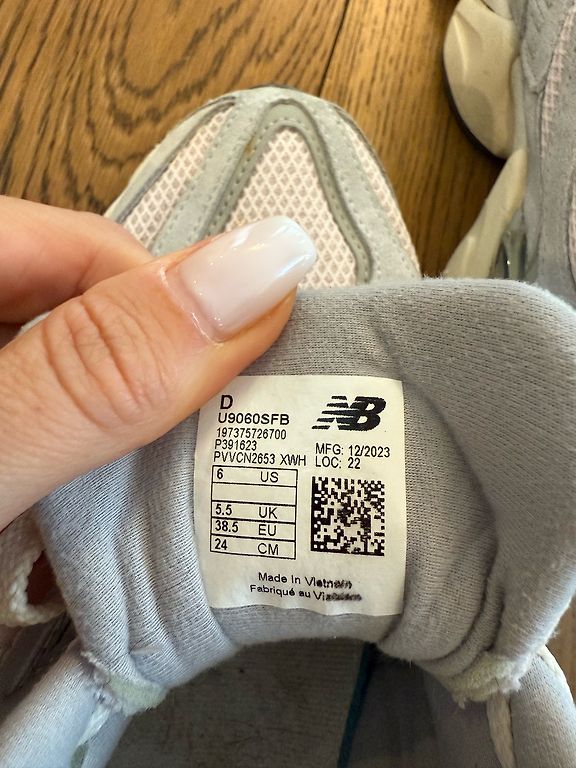 D
NB
U9060SFB
197375726700
P391623
PVVCN2653 XWH
MFG: 12/2023
LOC: 22
6 US
5.5 UK
38.5 EU
24 CM
Made in Vietnam
Fabriqué au Vietnam